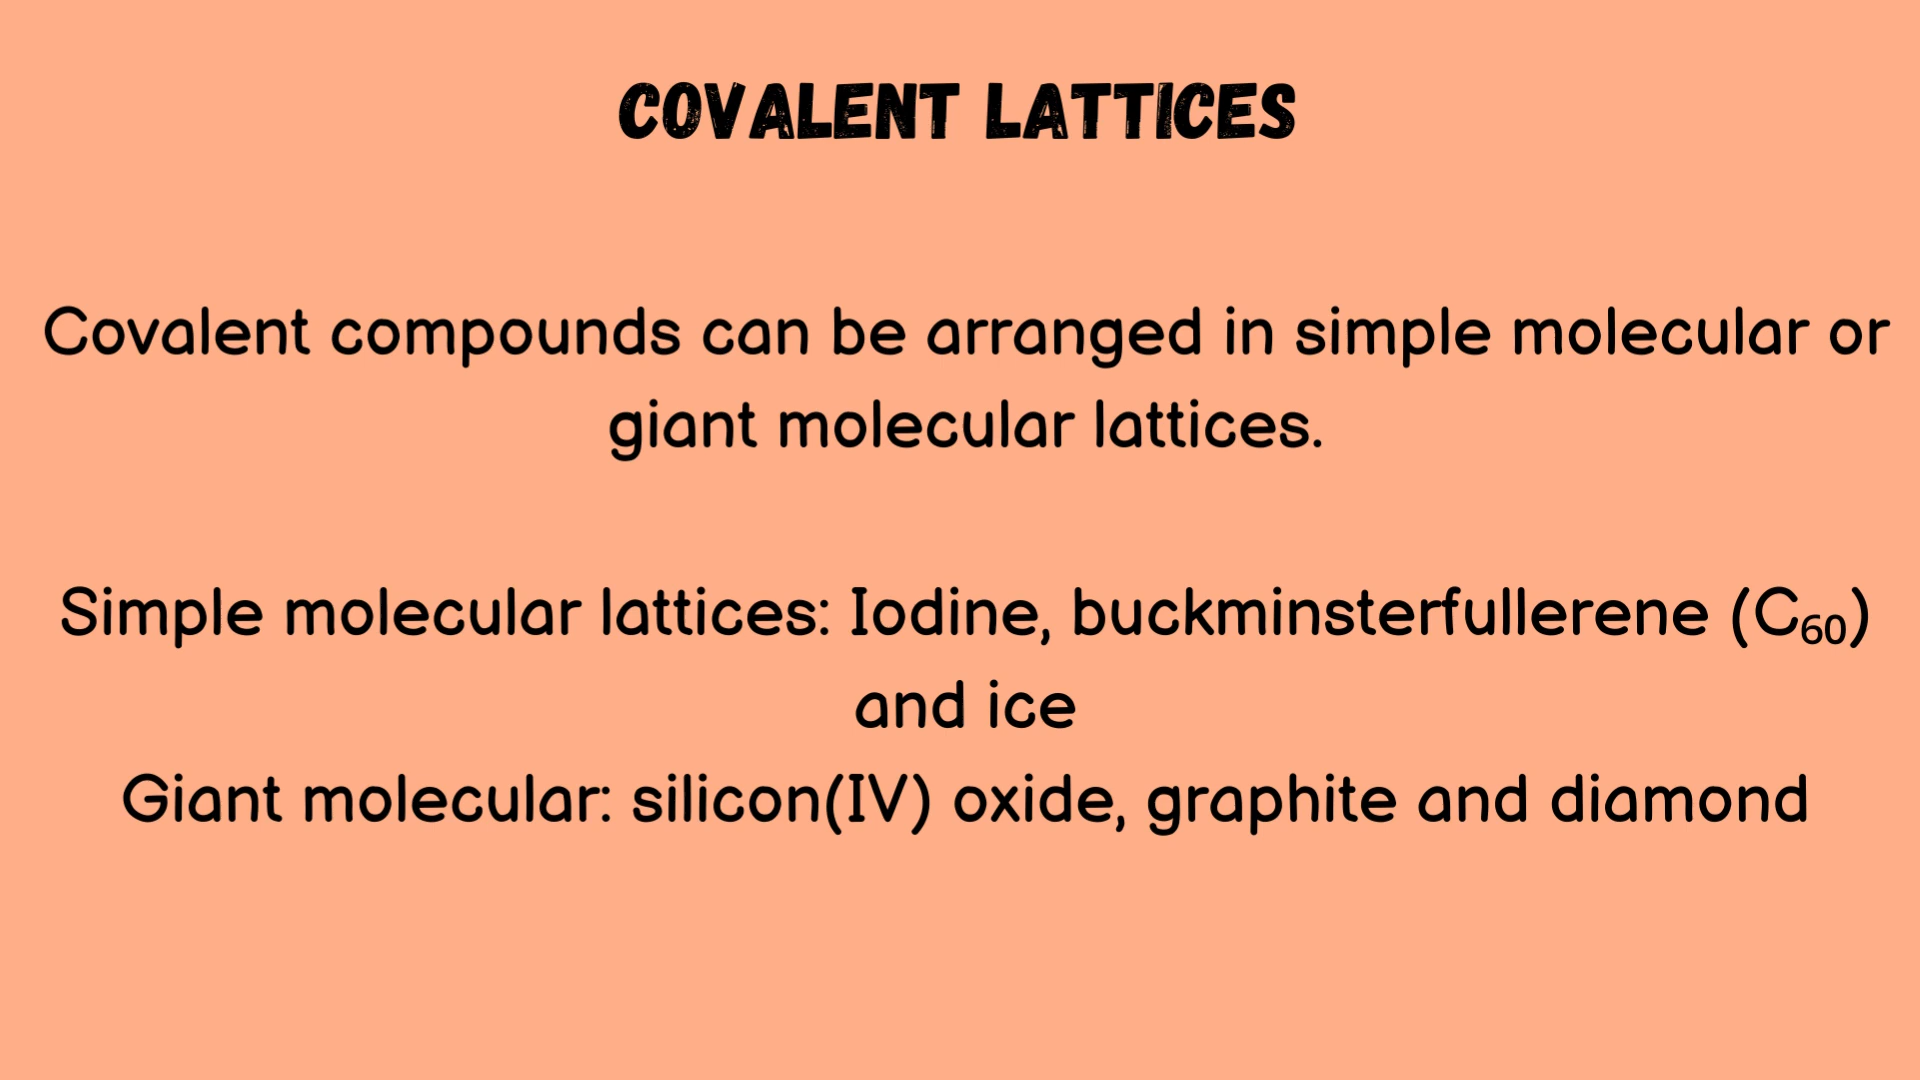 COVALENT LATTICES
Covalent compounds can be arranged in simple molecular or
giant molecular lattices.
Simple molecular lattices: Iodine, buckminsterfullerene (C₆₀)
and ice
Giant molecular: silicon(IV) oxide, graphite and diamond